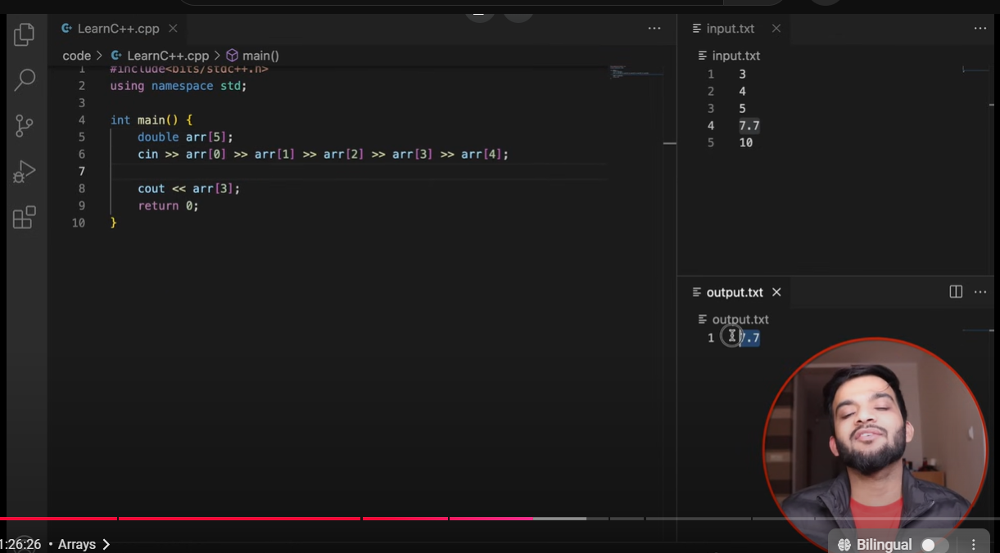 LearnC++.cpp
code > LearnC++.cpp > main()
1 #include<bits/stdc++.h>
2 using namespace std;
3
4 int main() {
5 double arr[5];
6 cin >> arr[0] >> arr[1] >> arr[2] >> arr[3] >> arr[4];
7
8 cout << arr[3];
9 return 0;
10 }
input.txt
input.txt
1 3
2 4
3 5
4 7.7
5 10
output.txt
output.txt
1 7.7
1:26:26 • Arrays >
Bilingual